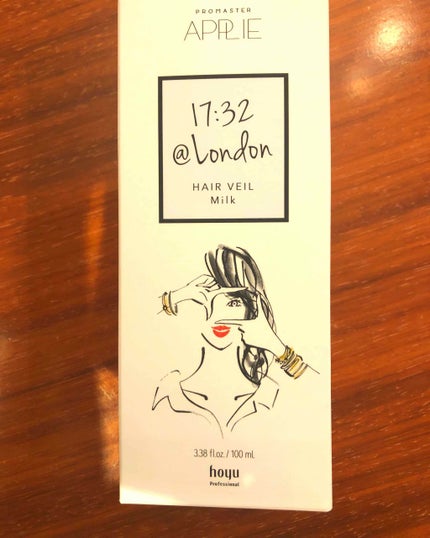 PROMASTER
APPLIE
17:32
@London
HAIR VEIL
Milk
3.38 fl.oz. / 100 mL
hoyu
Professional